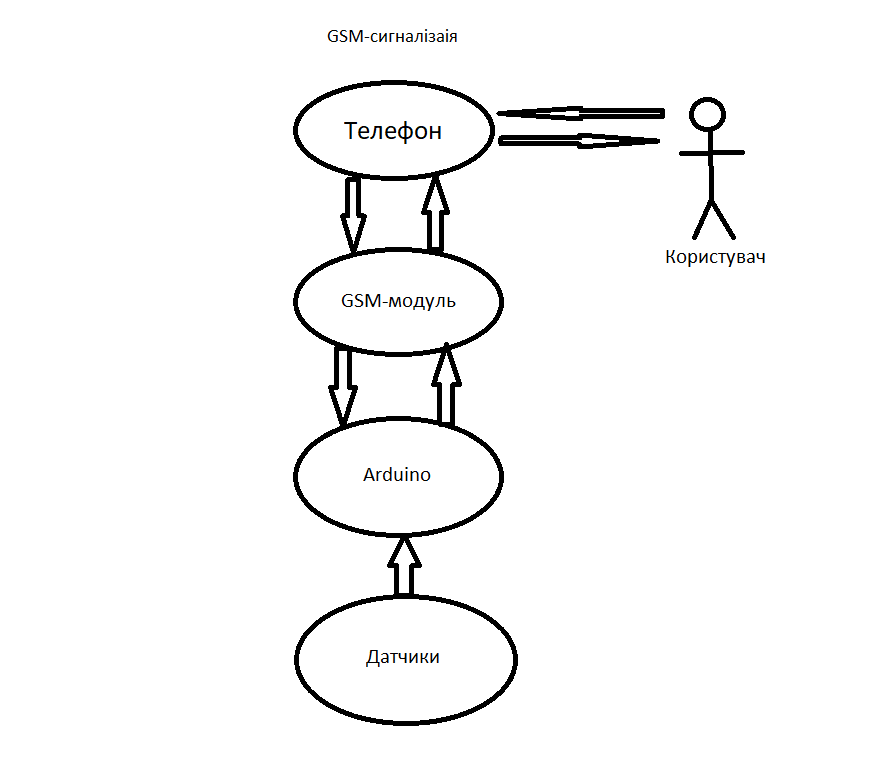 GSM-сигналізаія
Телефон
Користувач
GSM-модуль
Arduino
Датчики